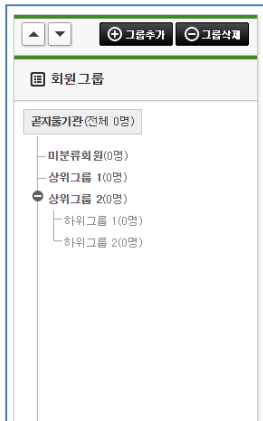 그룹추가 그룹삭제
회원그룹
곧지울기관(전체 0명)
미분류회원(0명)
상위그룹 1(0명)
상위그룹 2(0명)
하위그룹 1(0명)
하위그룹 2(0명)